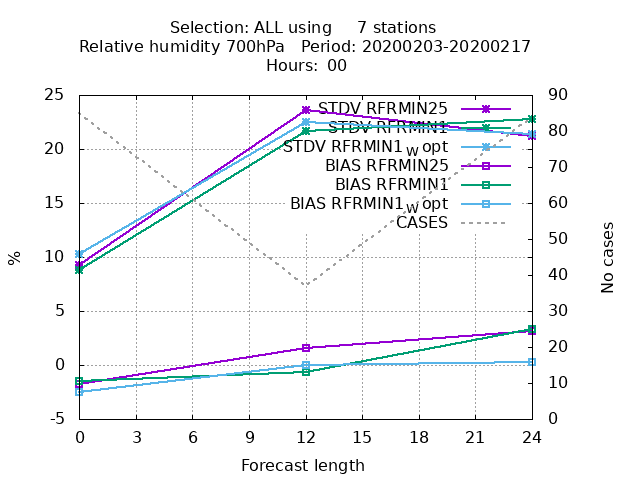 Selection: ALL using 7 stations
Relative humidity 700hPa Period: 20200203-20200217
Hours: 00
25 90
STDV RFRMIN25
80
STDV RFRMIN1
20 STDV RFRMIN1w opt
70
BIAS RFRMIN25
BIAS RFRMIN1
15 BIAS RFRMIN1w opt 60
CASES
50
% 10 No cases
40
5 30
20
0
10
-5 0
0 3 6 9 12 15 18 21 24
Forecast length